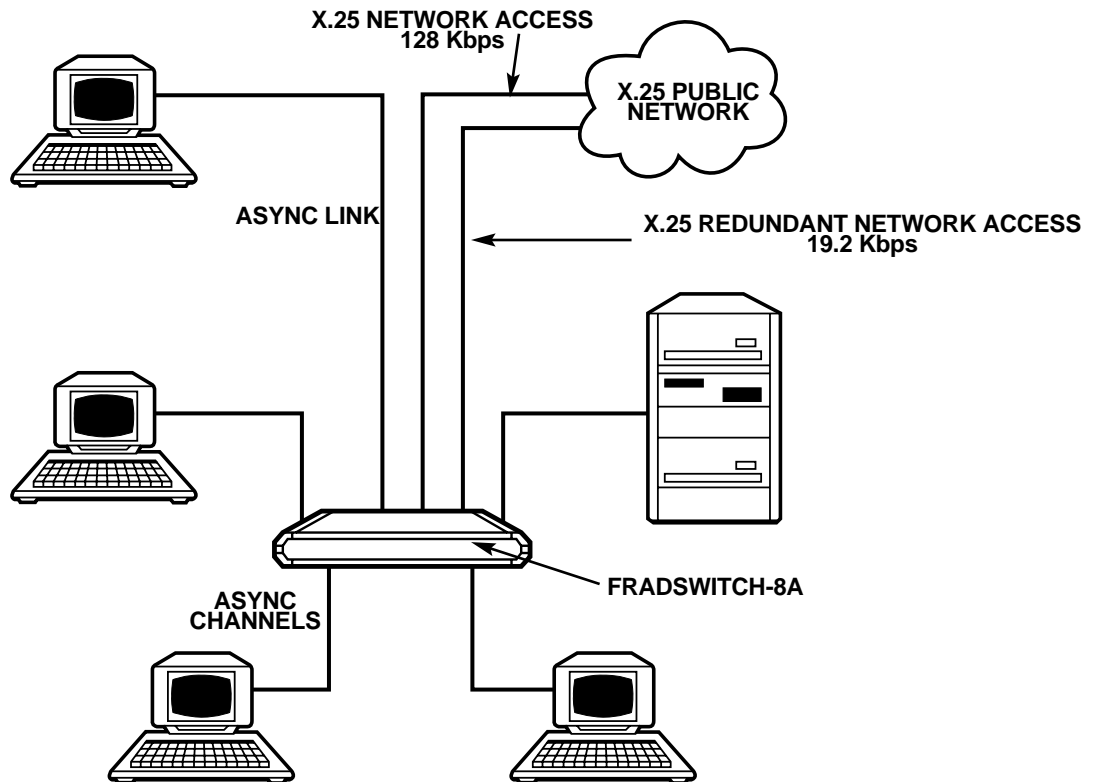 X.25 NETWORK ACCESS
128 Kbps
X.25 PUBLIC
NETWORK
ASYNC LINK
X.25 REDUNDANT NETWORK ACCESS
19.2 Kbps
FRADSWITCH-8A
ASYNC
CHANNELS